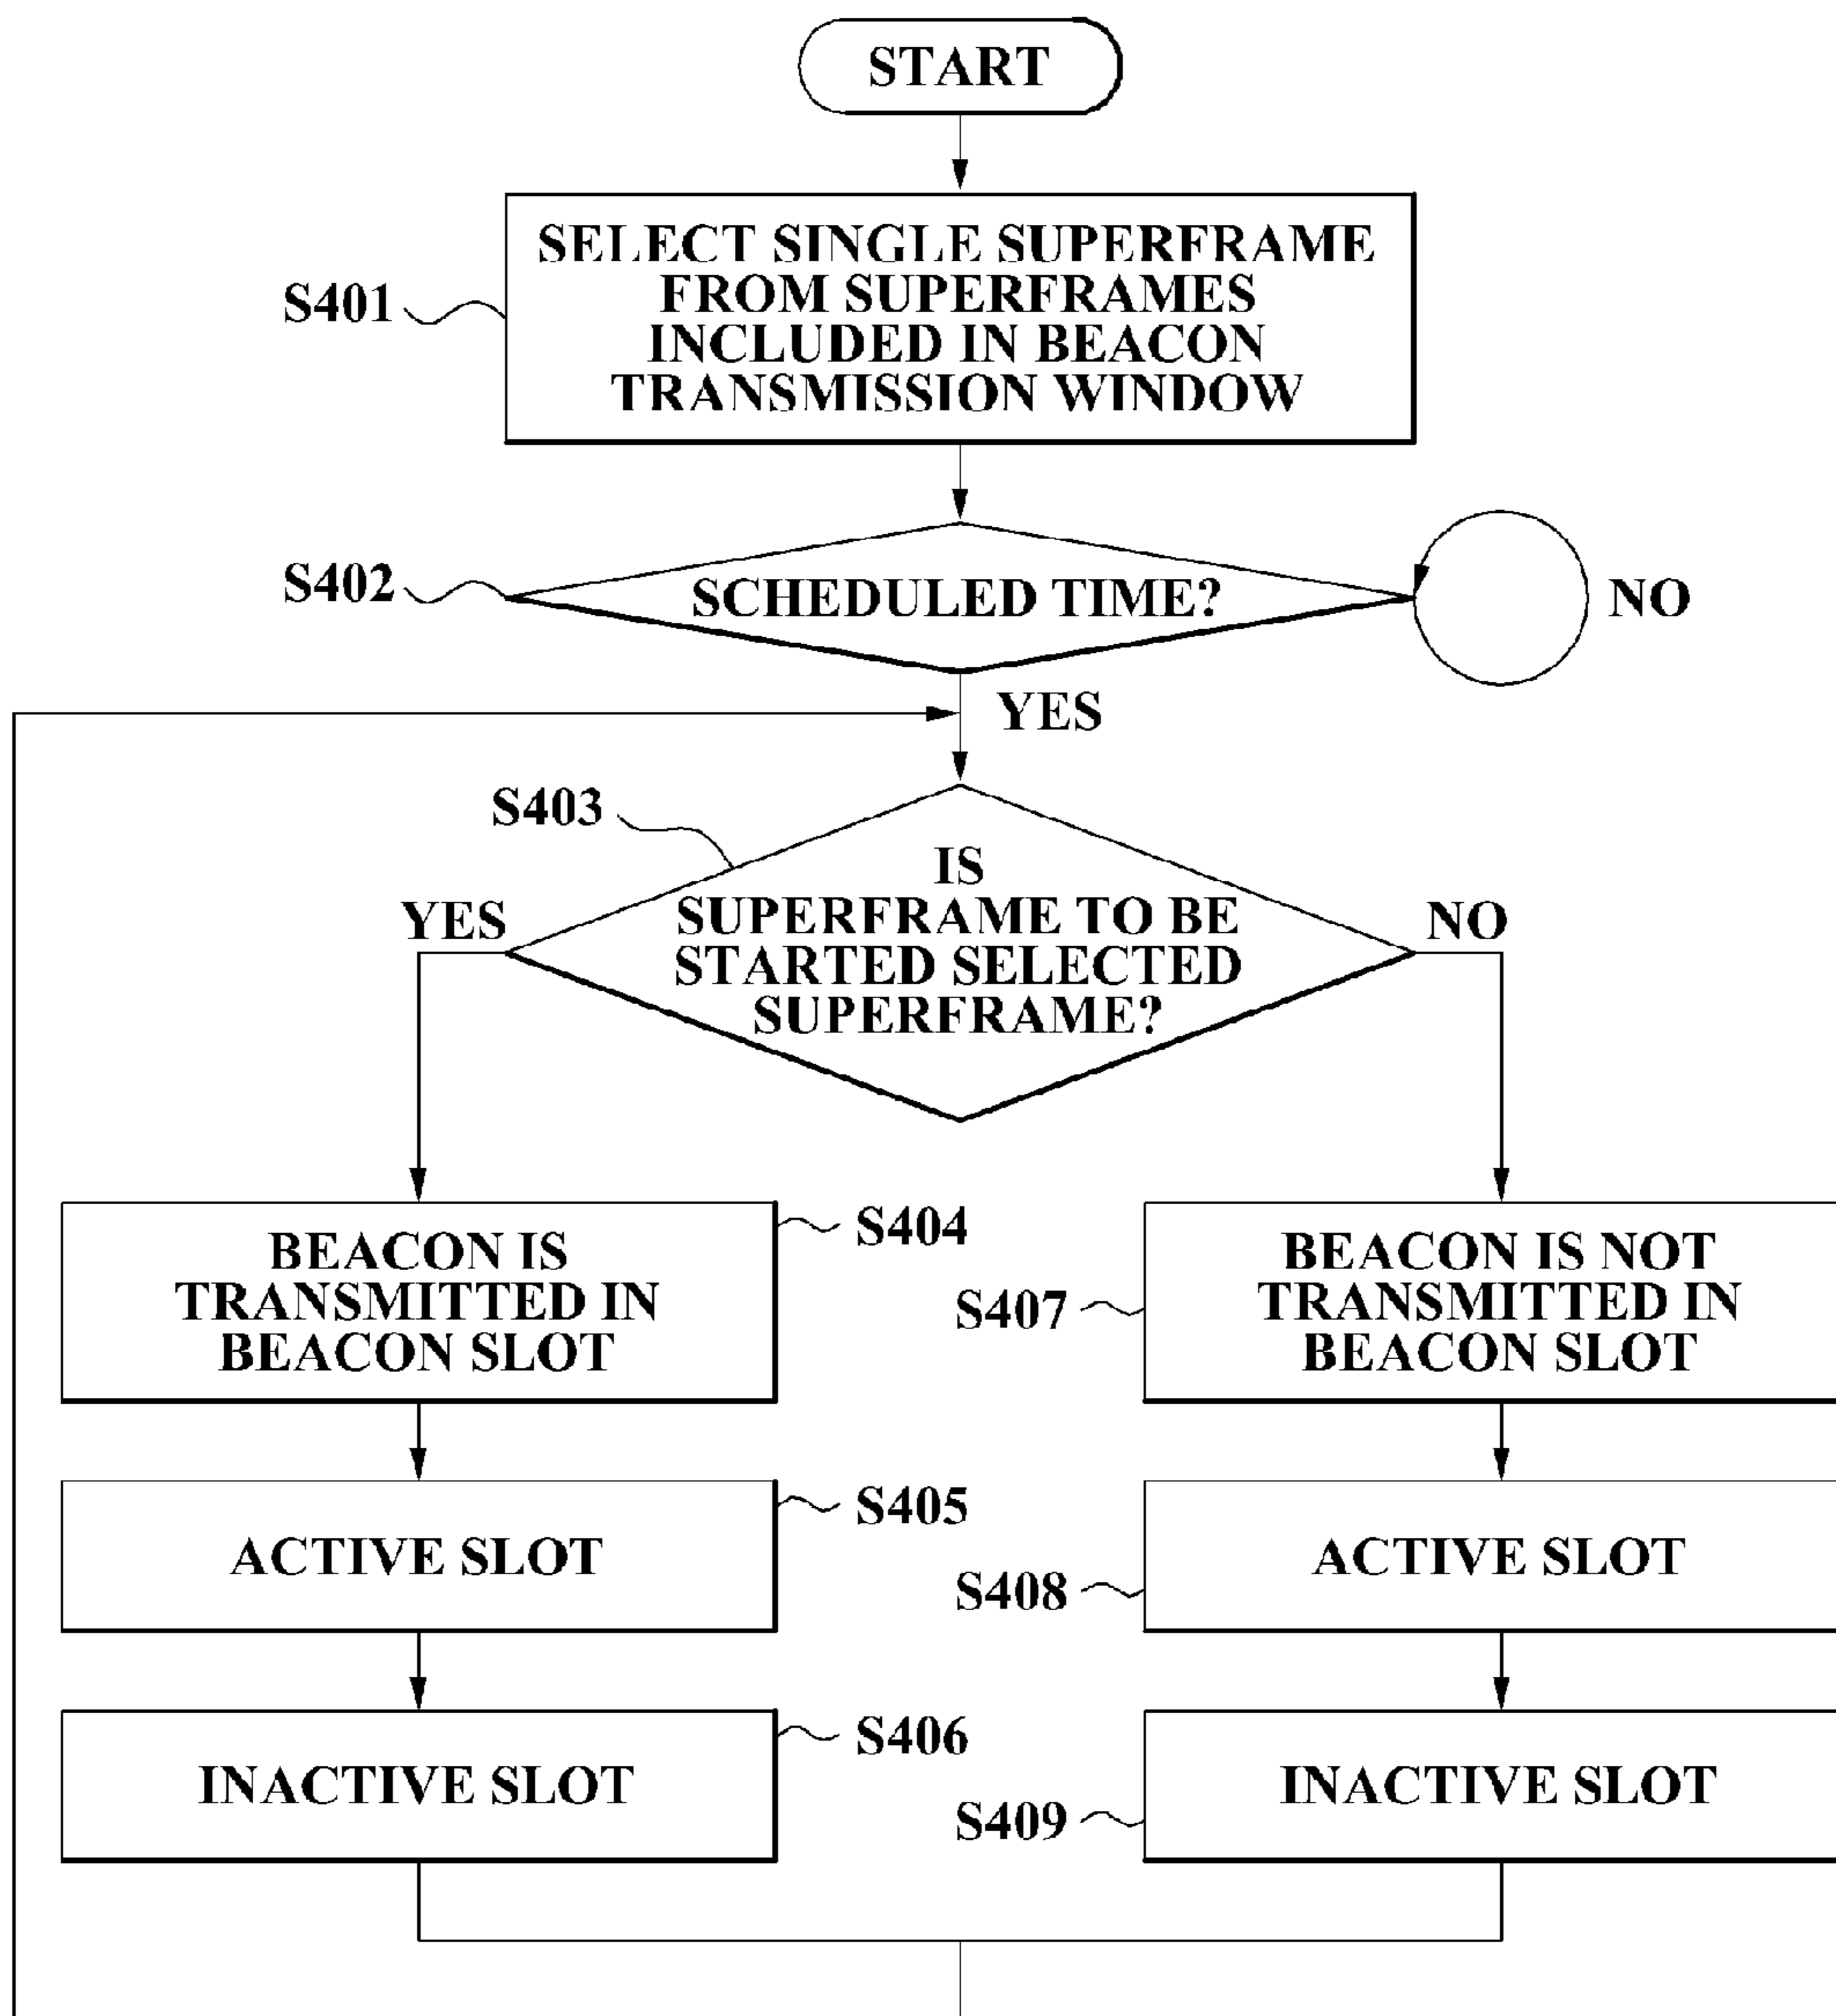 START
SELECT SINGLE SUPERFRAME
FROM SUPERFRAMES
INCLUDED IN BEACON
TRANSMISSION WINDOW
S401
SCHEDULED TIME?
S402
NO
YES
S403
IS
SUPERFRAME TO BE
STARTED SELECTED
SUPERFRAME?
YES
NO
BEACON IS
TRANSMITTED IN
BEACON SLOT
S404
S407
BEACON IS NOT
TRANSMITTED IN
BEACON SLOT
ACTIVE SLOT
S405
S408
ACTIVE SLOT
INACTIVE SLOT
S406
S409
INACTIVE SLOT